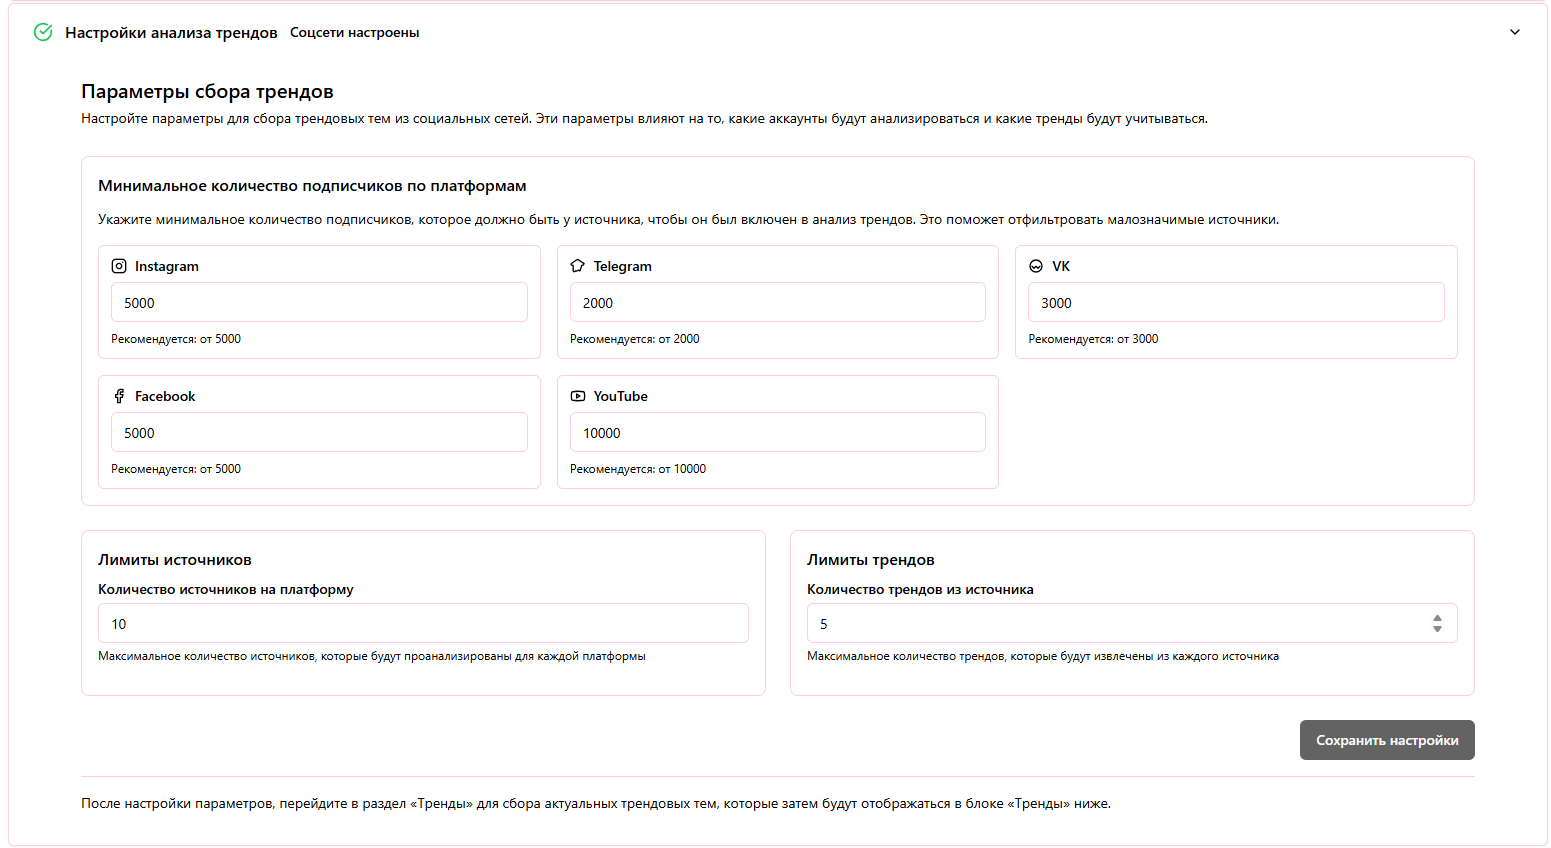 Настройки анализа трендов Соцсети настроены
Параметры сбора трендов
Настройте параметры для сбора трендовых тем из социальных сетей. Эти параметры влияют на то, какие аккаунты будут анализироваться и какие тренды будут учитываться.
Минимальное количество подписчиков по платформам
Укажите минимальное количество подписчиков, которое должно быть у источника, чтобы он был включен в анализ трендов. Это поможет отфильтровать малозначимые источники.
Instagram
5000
Рекомендуется: от 5000
Telegram
2000
Рекомендуется: от 2000
VK
3000
Рекомендуется: от 3000
Facebook
5000
Рекомендуется: от 5000
YouTube
10000
Рекомендуется: от 10000
Лимиты источников
Количество источников на платформу
10
Максимальное количество источников, которые будут проанализированы для каждой платформы
Лимиты трендов
Количество трендов из источника
5
Максимальное количество трендов, которые будут извлечены из каждого источника
Сохранить настройки
После настройки параметров, перейдите в раздел «Тренды» для сбора актуальных трендовых тем, которые затем будут отображаться в блоке «Тренды» ниже.